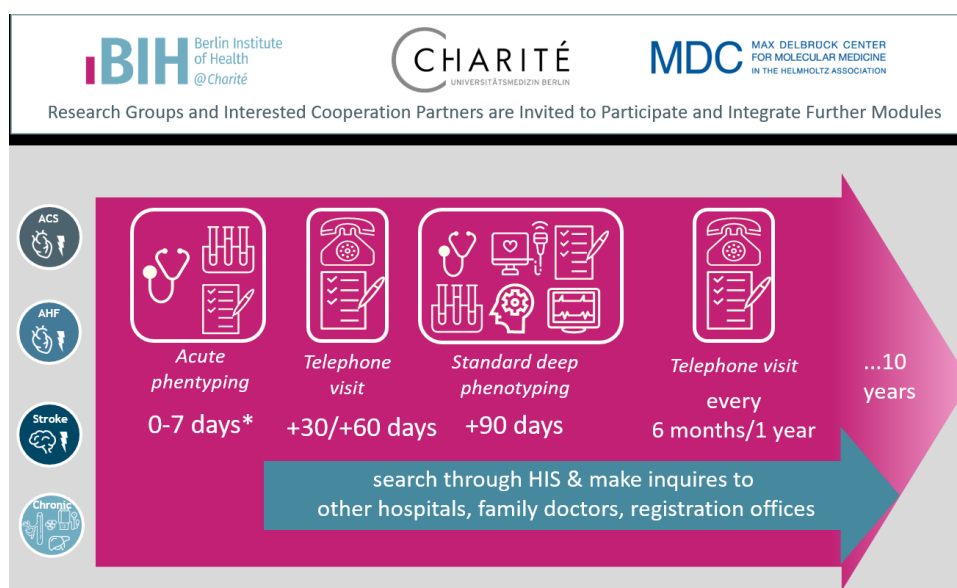 BIH
Berlin Institute
of Health
@Charité
CHARITÉ
UNIVERSITÄTSMEDIZIN BERLIN
MDC
MAX DELBRÜCK CENTER
FOR MOLECULAR MEDICINE
IN THE HELMHOLTZ ASSOCIATION
Research Groups and Interested Cooperation Partners are Invited to Participate and Integrate Further Modules
ACS
AHF
Stroke
Chronic
Acute
phentyping
0-7 days*
Telephone
visit
+30/+60 days
Standard deep
phenotyping
+90 days
Telephone visit
every
6 months/1 year
...10
years
search through HIS & make inquires to
other hospitals, family doctors, registration offices